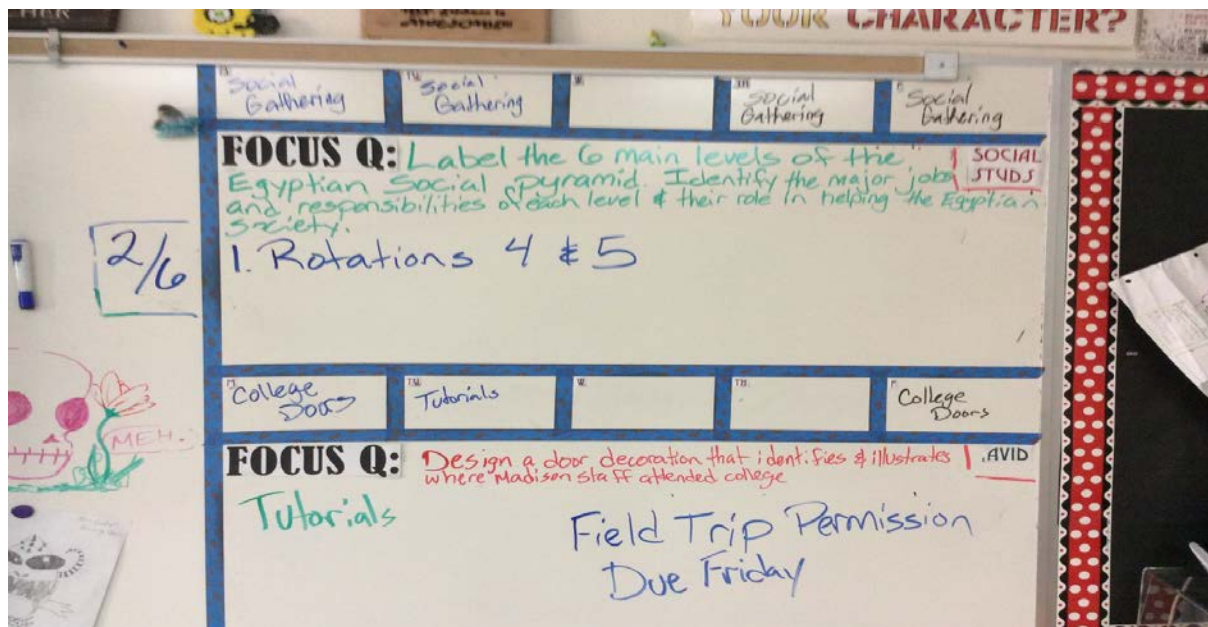 YOUR CHARACTER?
Social
Gathering
Social
Gathering
W.
TH
Social
Gathering
Social
Gathering
FOCUS Q: Label the 6 main levels of the
Egyptian Social pyramid. Identify the major jobs
and responsibilities of each level & their role in helping the Egyptian
society.
SOCIAL
STUDS
2/6
1. Rotations 4 & 5
College
Doors
TU.
Tutorials
W.
TH.
F
College
Doors
MEH.
FOCUS Q: Design a door decoration that identifies & illustrates
where Madison staff attended college
AVID
Tutorials
Field Trip Permission
Due Friday